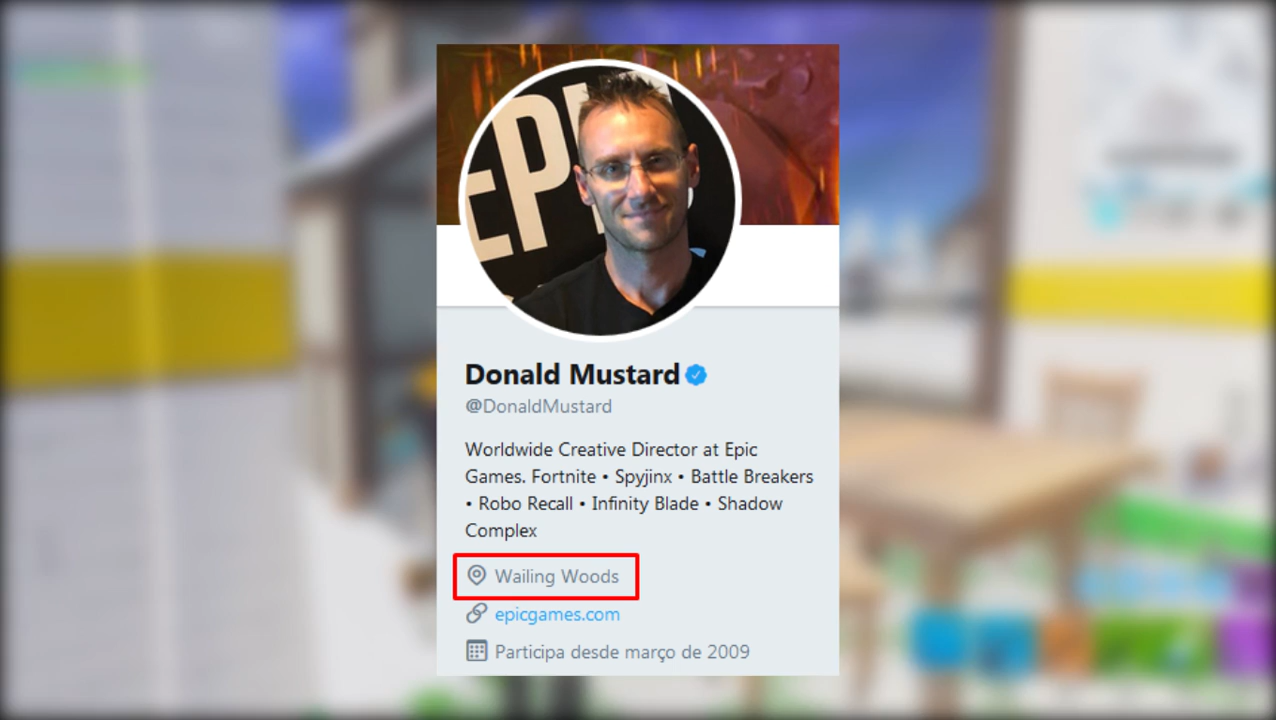 EPIC
Donald Mustard
@DonaldMustard
Worldwide Creative Director at Epic
Games. Fortnite • Spyjinx • Battle Breakers
• Robo Recall • Infinity Blade • Shadow
Complex
Wailing Woods
epicgames.com
Participa desde março de 2009